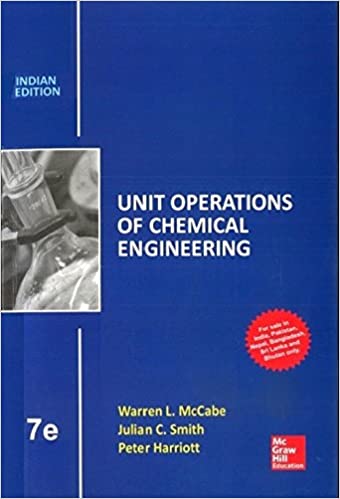 INDIAN
EDITION
UNIT OPERATIONS
OF CHEMICAL
ENGINEERING
For sale in
India, Pakistan,
Nepal, Bangladesh,
Sri Lanka and
Bhutan only.
7e
Warren L. McCabe
Julian C. Smith
Peter Harriott
Mc
Graw
Hill
Education